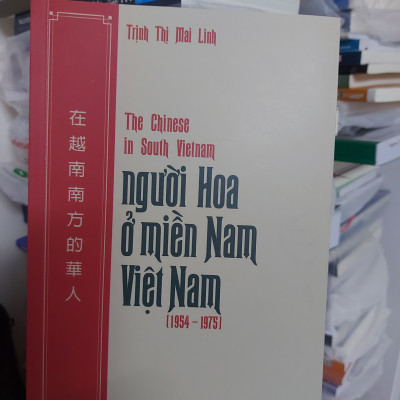 Trịnh Thị Mai Linh
The Chinese
in South Vietnam
người Hoa
ở miền Nam
Việt Nam
(1954 – 1975)
在越南南方的華人